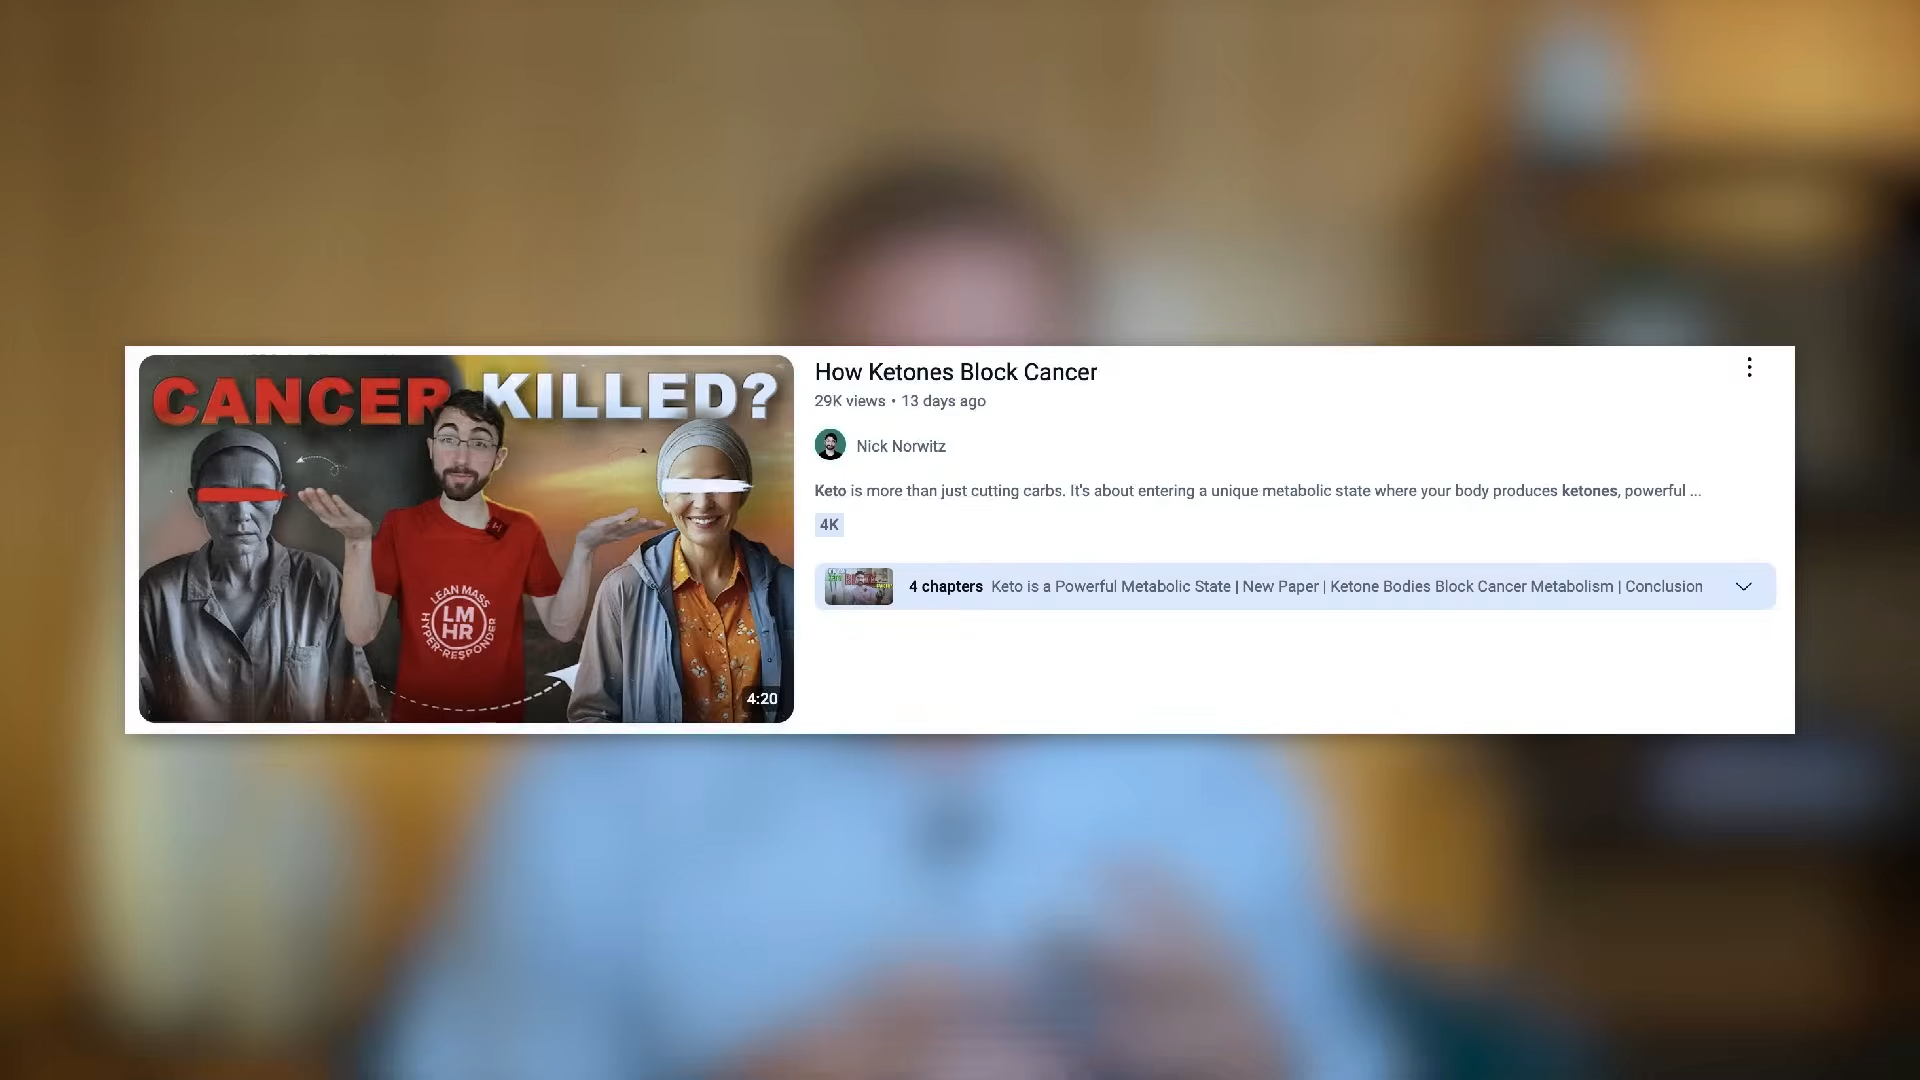 CANCER KILLED?
LEAN MASS
LM
HR
HYPER-RESPONDER
4:20
How Ketones Block Cancer
29K views • 13 days ago
Nick Norwitz
Keto is more than just cutting carbs. It's about entering a unique metabolic state where your body produces ketones, powerful ...
4K
4 chapters Keto is a Powerful Metabolic State | New Paper | Ketone Bodies Block Cancer Metabolism | Conclusion